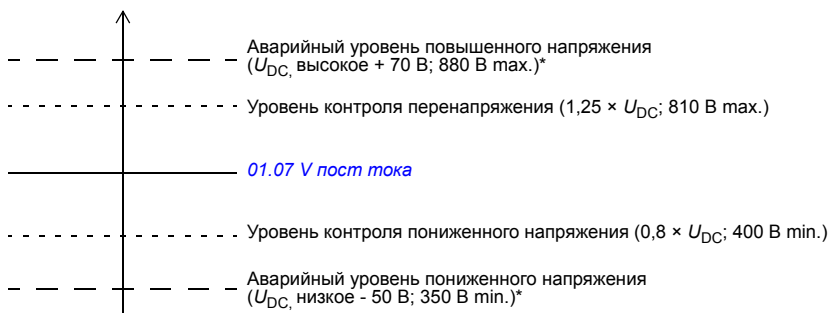 Аварийный уровень повышенного напряжения
(UDC, высокое + 70 В; 880 В max.)*
Уровень контроля перенапряжения (1,25 × UDC; 810 В max.)
01.07 V пост тока
Уровень контроля пониженного напряжения (0,8 × UDC; 400 В min.)
Аварийный уровень пониженного напряжения
(UDC, низкое - 50 В; 350 В min.)*